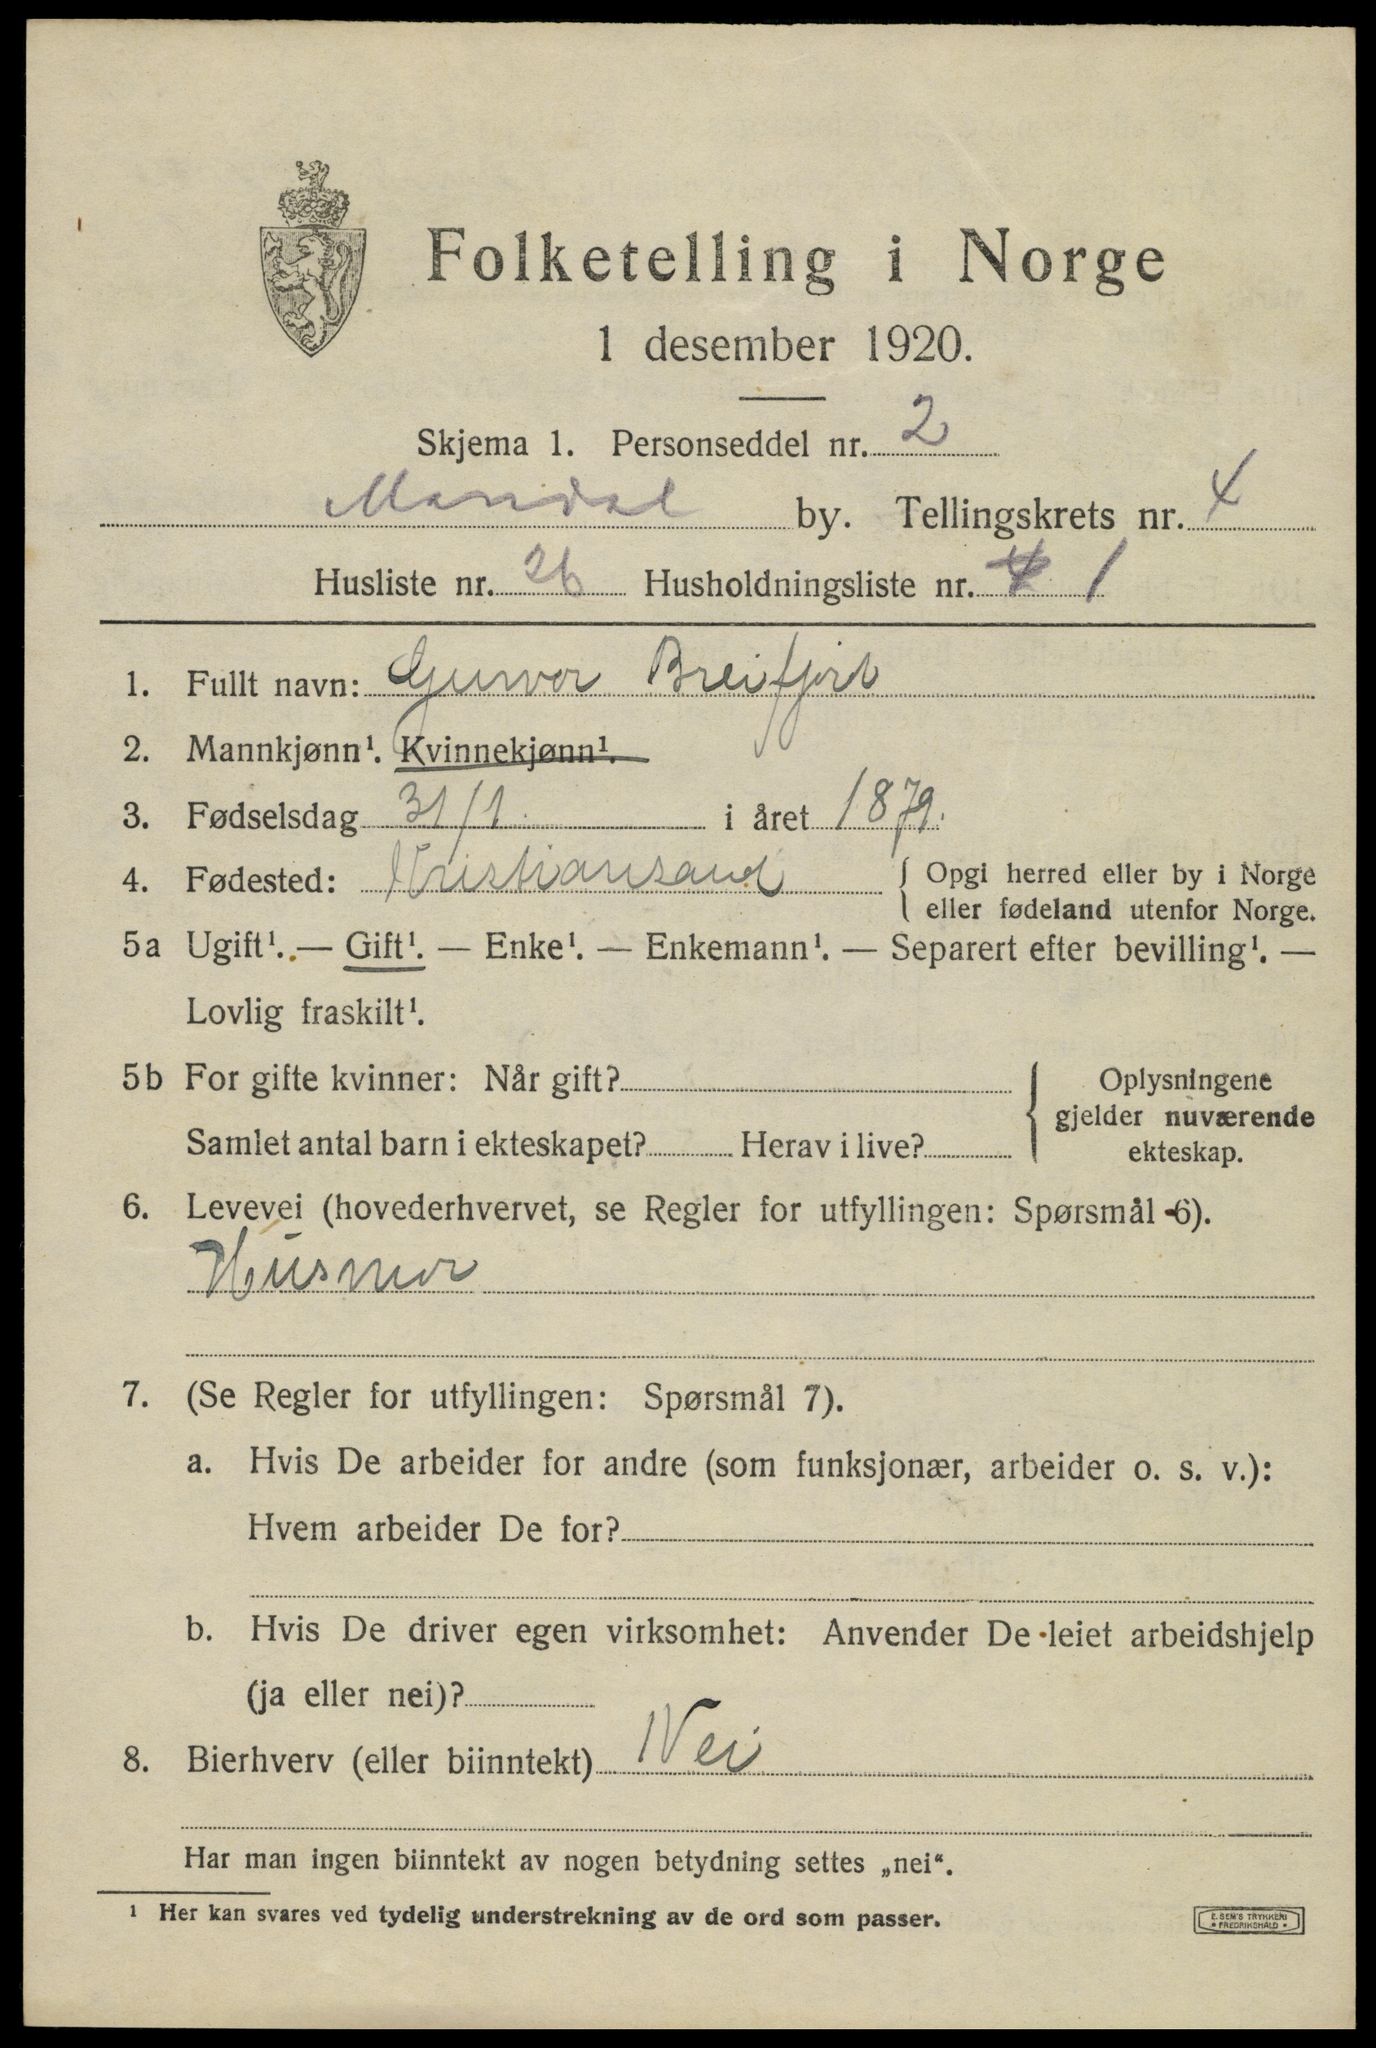 Folketelling i Norge
1 desember 1920.
Skjema 1. Personseddel nr. 2
Mandal by. Tellingskrets nr. 4
Husliste nr. 26 Husholdningsliste nr. 4 1
1. Fullt navn: Gunvor Breifjord
2. Mannkjønn¹. Kvinnekjønn¹.
3. Fødselsdag 31/1. i året 1879.
4. Fødested: Kristiansand { Opgi herred eller by i Norge
eller fødeland utenfor Norge.
5a Ugift¹. — Gift¹. — Enke¹. — Enkemann¹. — Separert efter bevilling¹. —
Lovlig fraskilt¹.
5b For gifte kvinner: Når gift? { Oplysningene
gjelder nuværende
Samlet antal barn i ekteskapet? Herav i live? ekteskap.
6. Levevei (hovederhvervet, se Regler for utfyllingen: Spørsmål 6).
Husmor
7. (Se Regler for utfyllingen: Spørsmål 7).
a. Hvis De arbeider for andre (som funksjonær, arbeider o. s. v.):
Hvem arbeider De for?
b. Hvis De driver egen virksomhet: Anvender De leiet arbeidshjelp
(ja eller nei)?
8. Bierhverv (eller biinntekt) Nei
Har man ingen biinntekt av nogen betydning settes „nei“.
¹ Her kan svares ved tydelig understrekning av de ord som passer.
E. SEM'S TRYKKERI
* FREDRIKSHALD *